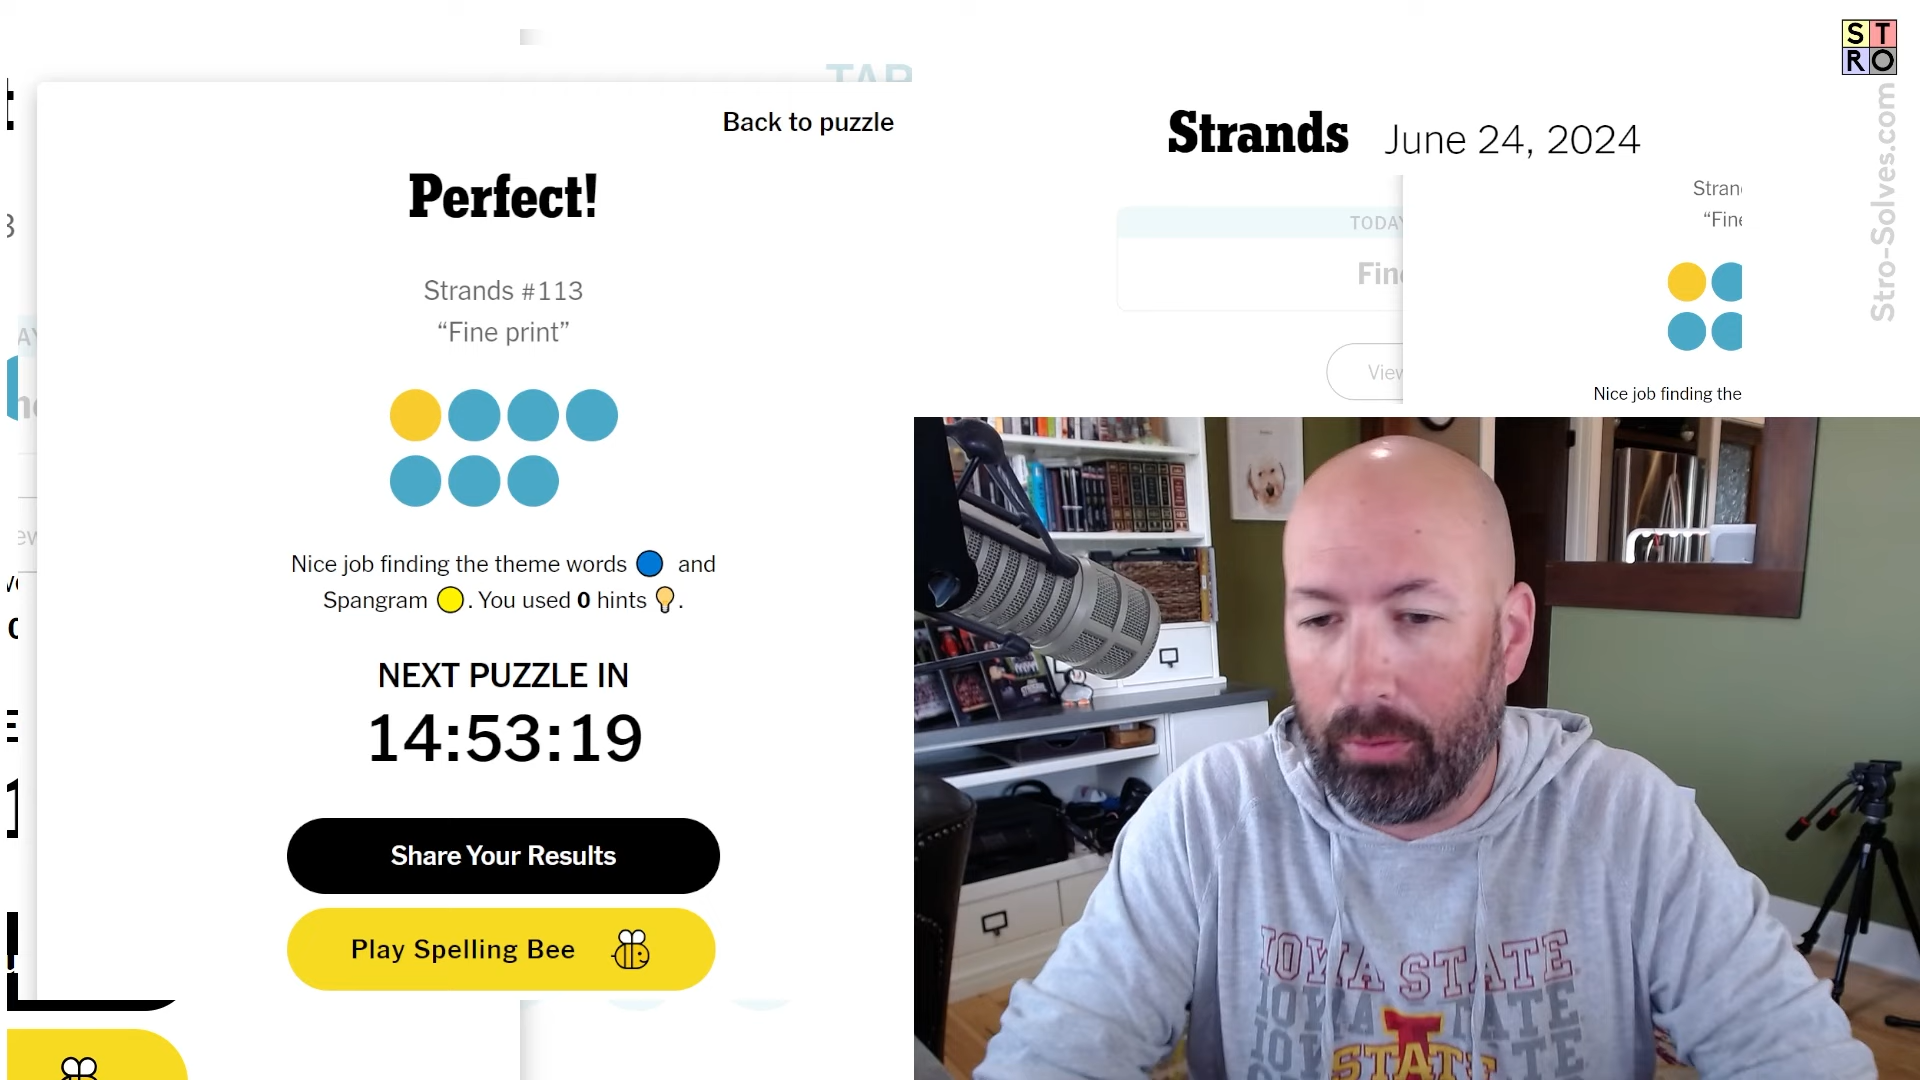 Back to puzzle
Perfect!
Strands #113
“Fine print”
Nice job finding the theme words and
Spangram . You used 0 hints .
NEXT PUZZLE IN
14:53:19
Share Your Results
Play Spelling Bee
Strands June 24, 2024
TODAY
Nice job finding the
S T
R O
Stro-Solves.com
IOWA STATE
STATE